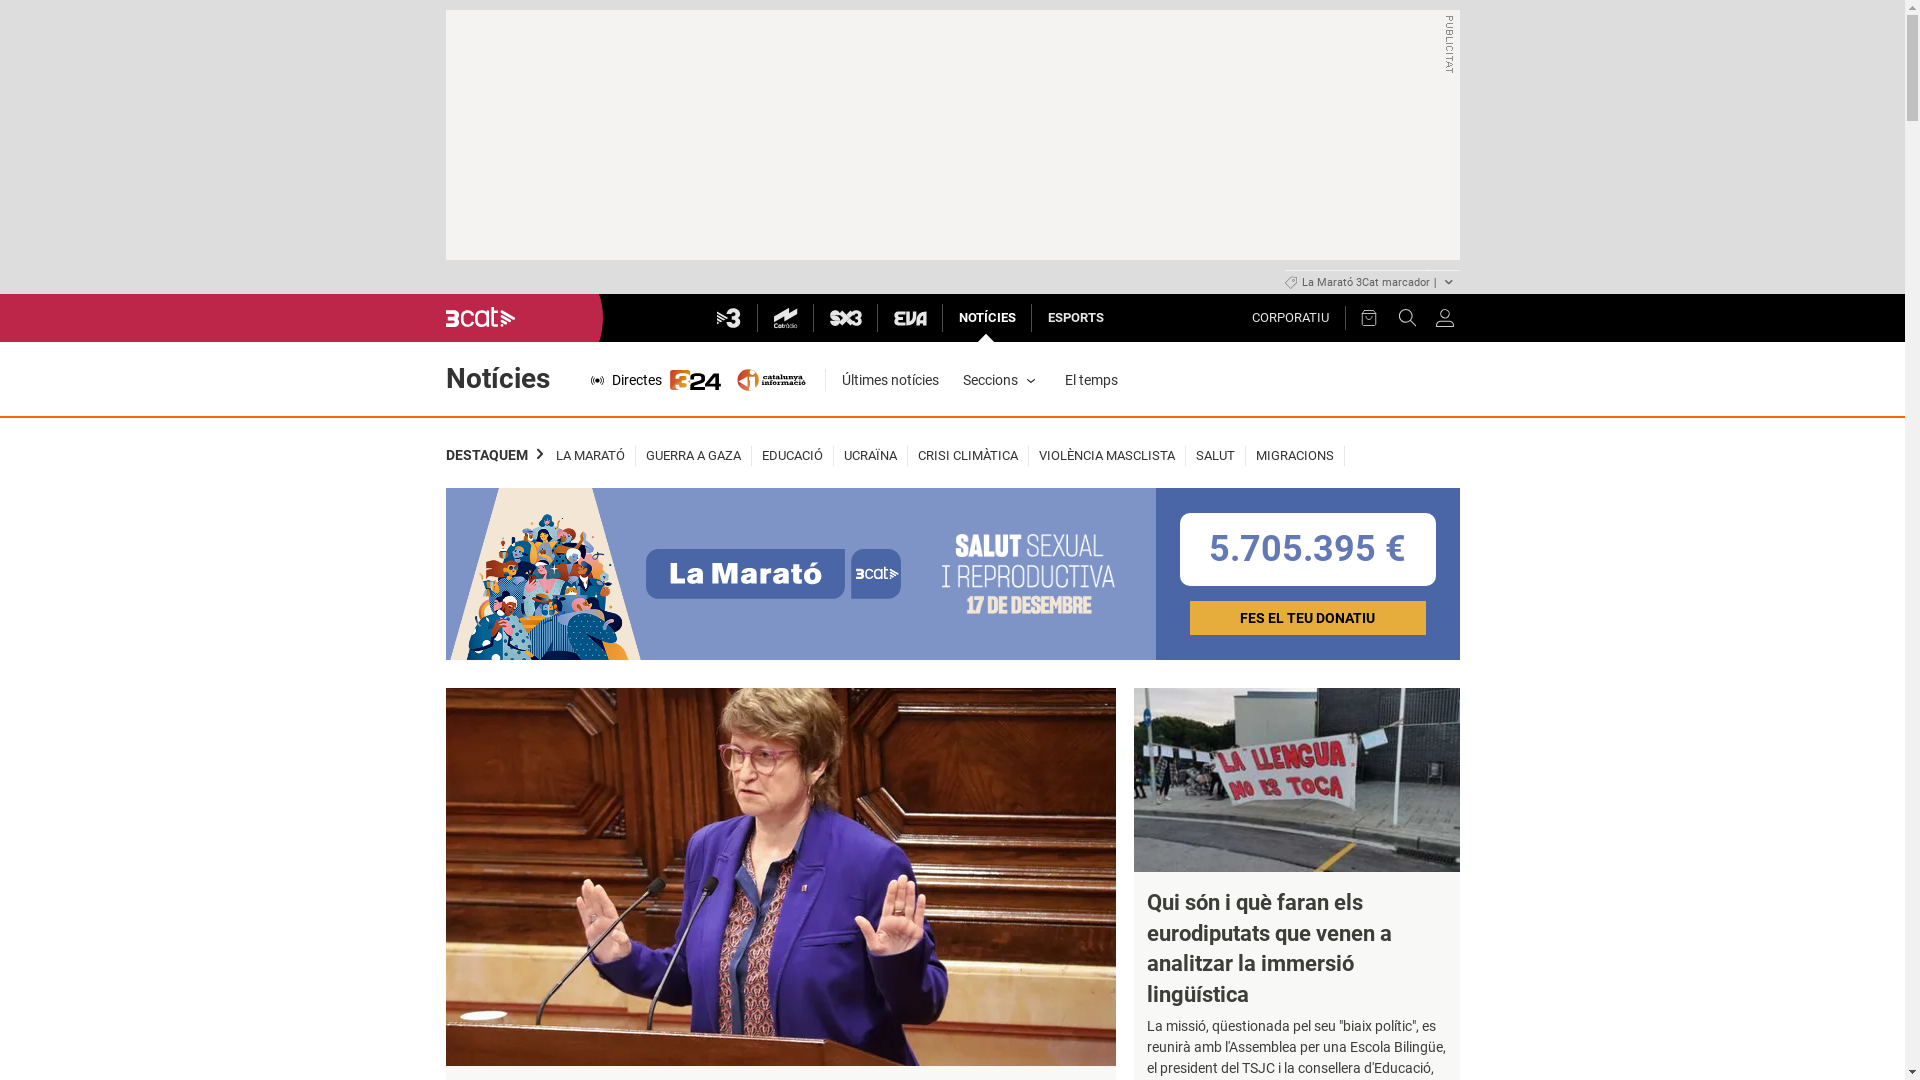 PUBLICITAT
La Marató 3Cat marcador |
3cat
3
Catràdio
SX3
EVA
NOTÍCIES
ESPORTS
CORPORATIU
Notícies
Directes
324
catalunya informació
Últimes notícies
Seccions
El temps
DESTAQUEM
LA MARATÓ
GUERRA A GAZA
EDUCACIÓ
UCRAÏNA
CRISI CLIMÀTICA
VIOLÈNCIA MASCLISTA
SALUT
MIGRACIONS
La Marató
3cat
SALUT SEXUAL
I REPRODUCTIVA
17 DE DESEMBRE
5.705.395 €
FES EL TEU DONATIU
LA LLENGUA
NO ES TOCA
Qui són i què faran els
eurodiputats que venen a
analitzar la immersió
lingüística
La missió, qüestionada pel seu "biaix polític", es
reunirà amb l'Assemblea per una Escola Bilingüe,
el president del TSJC i la consellera d'Educació,